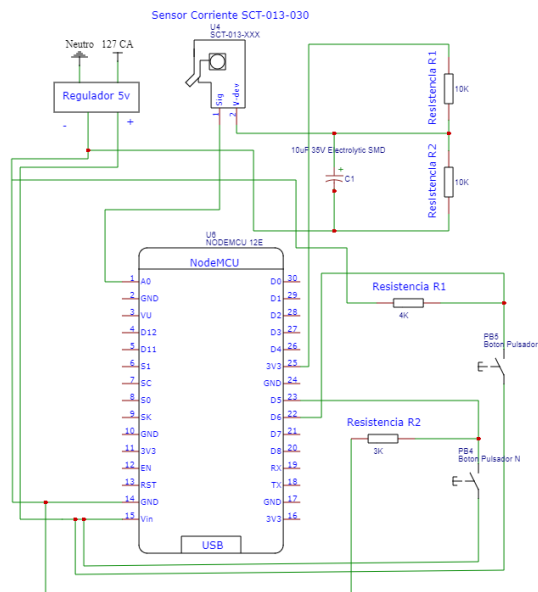 Sensor Corriente SCT-013-030
U4
SCT-013-XXX
Neutro 127 CA
Regulador 5v
- +
Sig
V-dev
1 2
Resistencia R1
10K
10uF 35V Electrolytic SMD
+
C1
Resistencia R2
10K
U6
NODEMCU 12E
NodeMCU
1 A0 D0 30
2 GND D1 29
3 VU D2 28
4 D12 D3 27
5 D11 D4 26
6 S1 3V3 25
7 SC GND 24
8 S0 D5 23
9 SK D6 22
10 GND D7 21
11 3V3 D8 20
12 EN RX 19
13 RST TX 18
14 GND GND 17
15 Vin 3V3 16
USB
Resistencia R1
4K
PB5
Boton Pulsador
Resistencia R2
3K
PB4
Boton Pulsador N